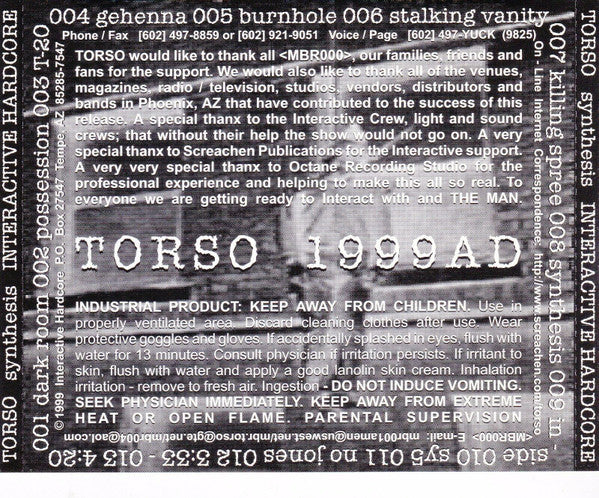 TORSO synthesis INTERACTIVE HARDCORE
001 dark room 002 possession 003 T-20
© 1999 Interactive Hardcore P.O. Box 27547 Tempe, AZ 85285-7547
004 gehenna 005 burnhole 006 stalking vanity
Phone / Fax [602] 497-8859 or [602] 921-9051 Voice / Page [602] 497-YUCK (9825)
TORSO would like to thank all <MBR000>, our families, friends and
fans for the support. We would also like to thank all of the venues,
magazines, radio / television, studios, vendors, distributors and
bands in Phoenix, AZ that have contributed to the success of this
release. A special thanx to the Interactive Crew, light and sound
crews; that without their help the show would not go on. A very
special thanx to Screachen Publications for the Interactive support.
A very very special thanx to Octane Recording Studio for the
professional experience and helping to make this all so real. To
everyone we are getting ready to Interact with and THE MAN.
TORSO 1999AD
INDUSTRIAL PRODUCT: KEEP AWAY FROM CHILDREN. Use in
properly ventilated area. Discard cleaning clothes after use. Wear
protective goggles and gloves. If accidentally splashed in eyes, flush with
water for 13 minutes. Consult physician if irritation persists. If irritant to
skin, flush with water and apply a good lanolin skin cream. Inhalation
irritation - remove to fresh air. Ingestion - DO NOT INDUCE VOMITING.
SEEK PHYSICIAN IMMEDIATELY. KEEP AWAY FROM EXTREME
HEAT OR OPEN FLAME. PARENTAL SUPERVISION
007 killing spree 008 synthesis 009 in -
On - Line Internet Correspondence: http://www.screachen.com/torso
side 010 sy5 011 no jones 012 3:33 - 013 4:20 -
<MBR000> E-mail: mbr001amen@uswest.net/mbr.torso@gte.net/mbr004@aol.com
TORSO synthesis INTERACTIVE HARDCORE